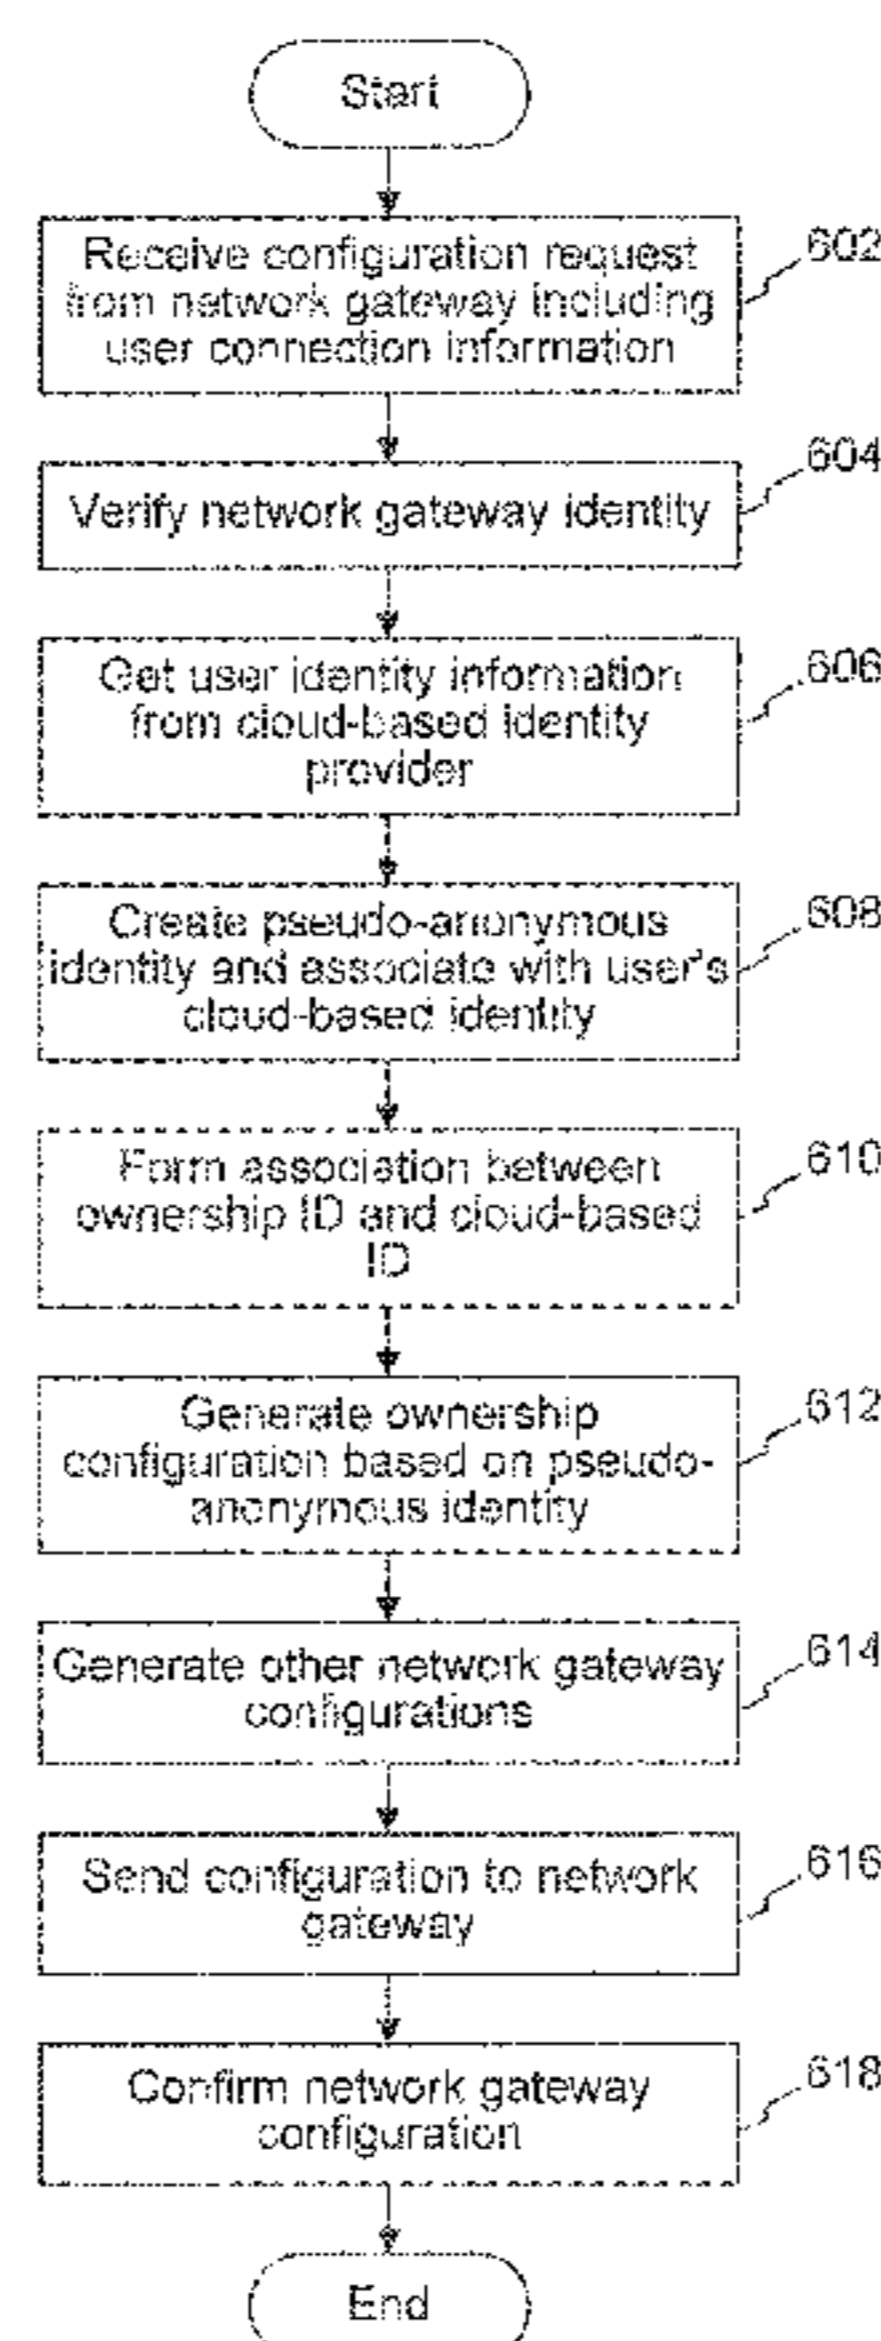 Start
Receive configuration request
from network gateway including
user connection information
602
Verify network gateway identity
604
Get user identity information
from cloud-based identity
provider
606
Create pseudo-anonymous
identity and associate with user's
cloud-based identity
608
Form association between
ownership ID and cloud-based
ID
610
Generate ownership
configuration based on pseudo-
anonymous identity
612
Generate other network gateway
configurations
614
Send configuration to network
gateway
616
Confirm network gateway
configuration
618
End